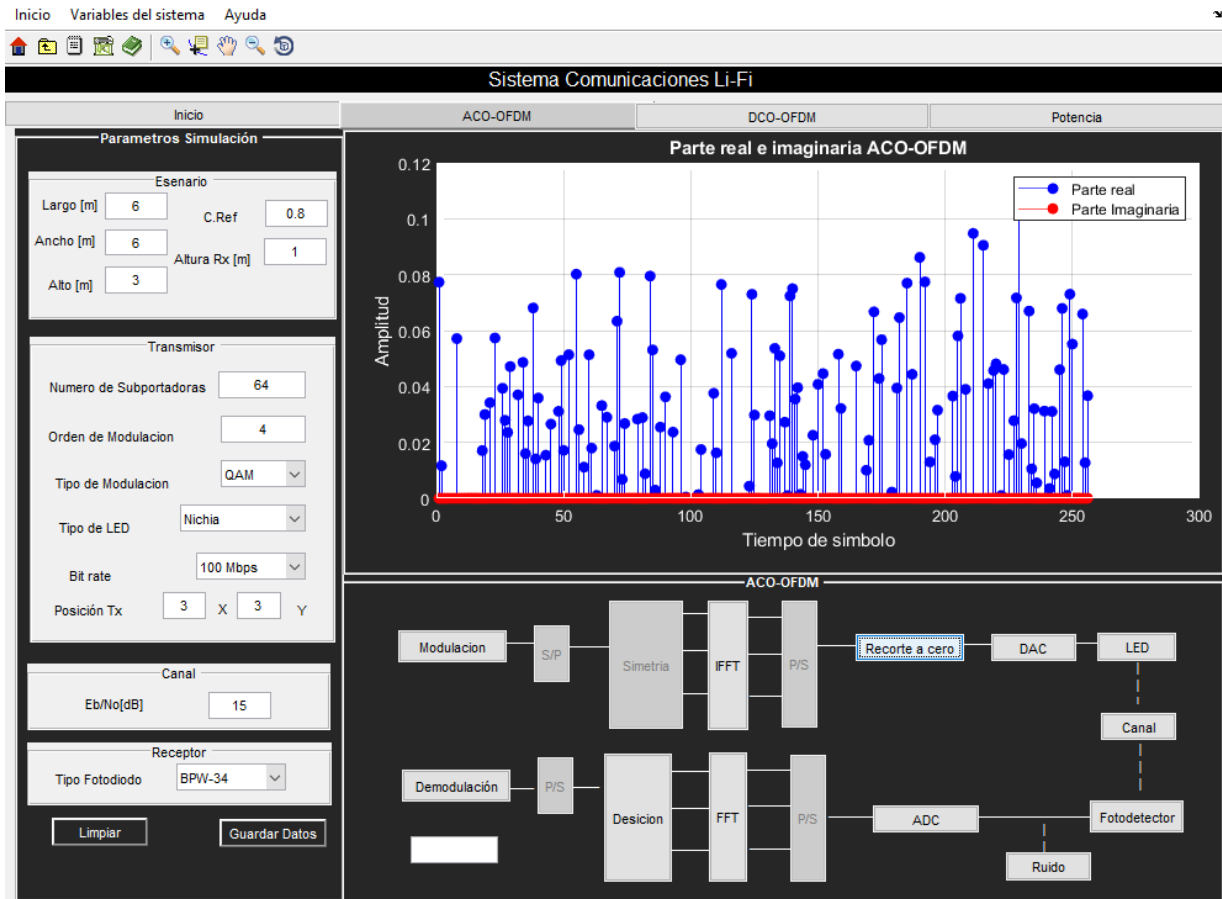 Inicio Variables del sistema Ayuda
Sistema Comunicaciones Li-Fi
Inicio ACO-OFDM DCO-OFDM Potencia
Parametros Simulación
Esenario
Largo [m] 6 C.Ref 0.8
Ancho [m] 6 Altura Rx [m] 1
Alto [m] 3
Transmisor
Numero de Subportadoras 64
Orden de Modulacion 4
Tipo de Modulacion QAM
Tipo de LED Nichia
Bit rate 100 Mbps
Posición Tx 3 X 3 Y
Canal
Eb/No[dB] 15
Receptor
Tipo Fotodiodo BPW-34
Limpiar Guardar Datos
Parte real e imaginaria ACO-OFDM
Parte real
Parte Imaginaria
Amplitud
0.12
0.1
0.08
0.06
0.04
0.02
0
0 50 100 150 200 250 300
Tiempo de simbolo
ACO-OFDM
Modulacion S/P Simetria IFFT P/S Recorte a cero DAC LED
Canal
Demodulación P/S Desicion FFT P/S ADC Fotodetector
Ruido